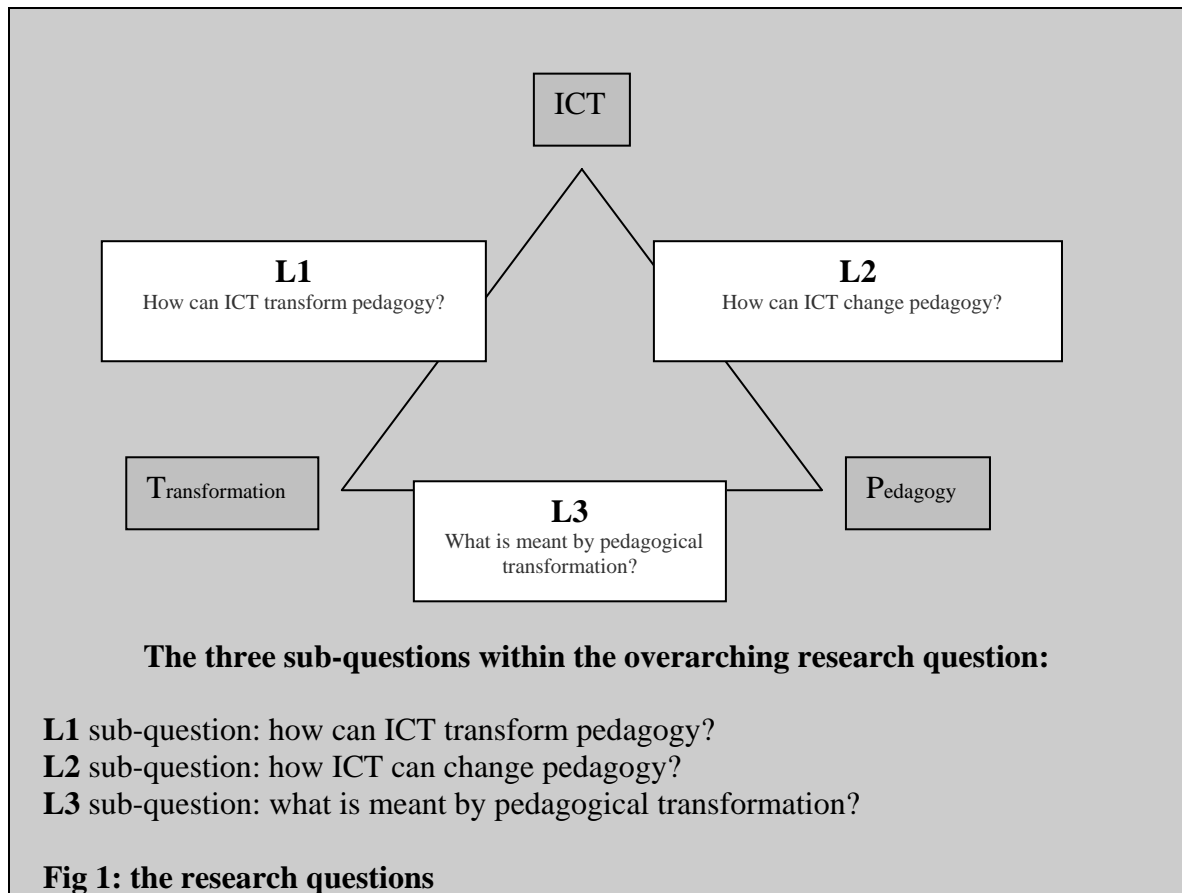 ICT
L1
How can ICT transform pedagogy?
L2
How can ICT change pedagogy?
Transformation
Pedagogy
L3
What is meant by pedagogical
transformation?
The three sub-questions within the overarching research question:
L1 sub-question: how can ICT transform pedagogy?
L2 sub-question: how ICT can change pedagogy?
L3 sub-question: what is meant by pedagogical transformation?
Fig 1: the research questions